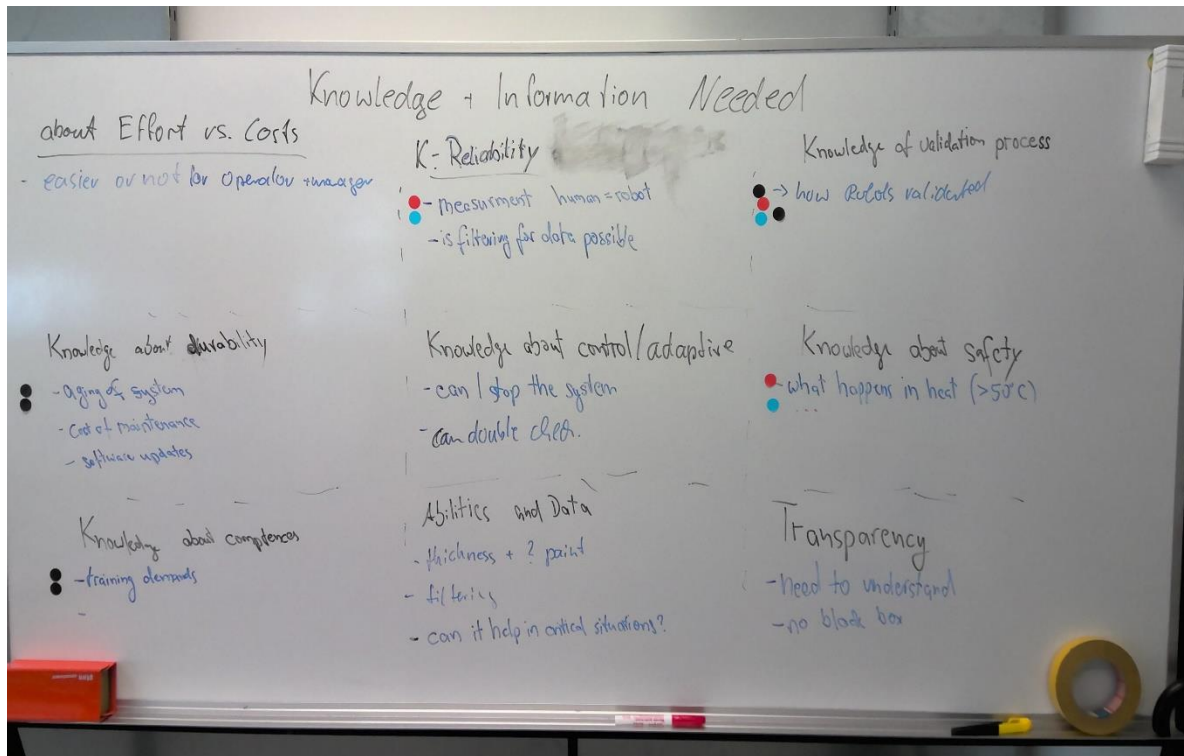 Knowledge + Information Needed
about Effort vs. Costs
- easier or not for operator + manager
K = Reliability
- measurment human = robot
- is filtering for data possible
Knowledge of validation process
→ how Robots validated
Knowledge about durability
- aging of system
- cost of maintenance
- software updates
Knowledge about control/adaptive
- can I stop the system
- can double chek.
Knowledge about safety
- what happens in heat (>50°C)
...
Knowledge about competences
- training demands
-
Abilities and Data
- thickness + ? paint
- filtering
- can it help in critical situations?
Transparency
- need to understand
- no black box